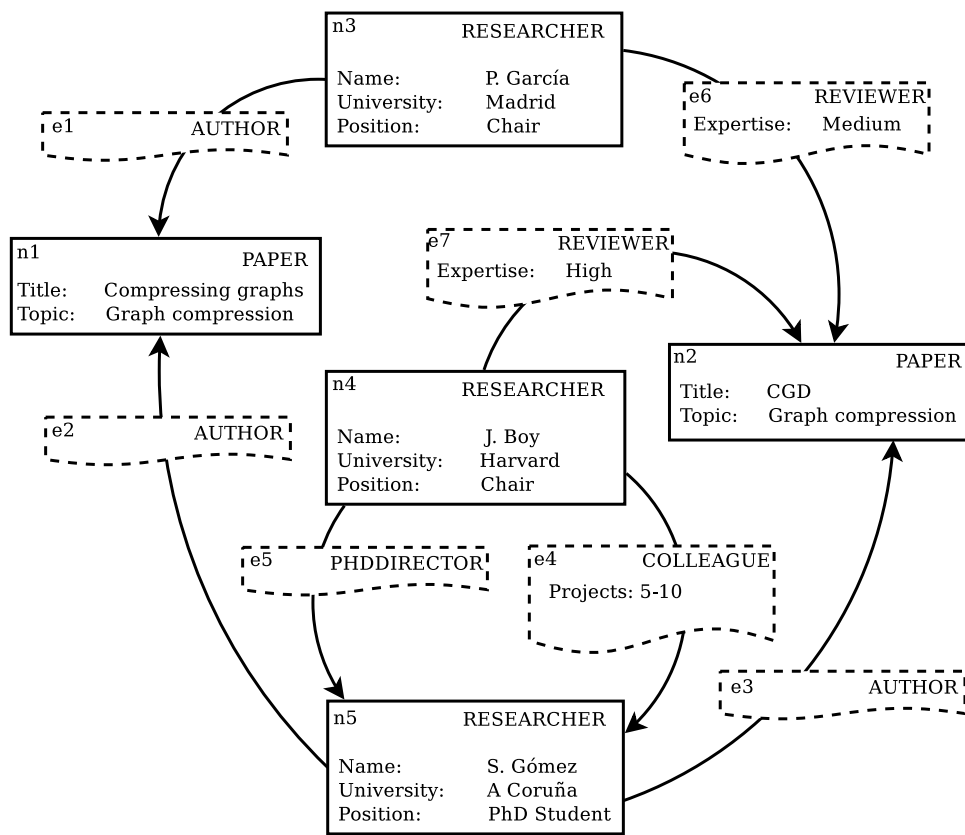 n3
RESEARCHER
Name: P. García
University: Madrid
Position: Chair
e1
AUTHOR
e6
REVIEWER
Expertise: Medium
n1
PAPER
Title: Compressing graphs
Topic: Graph compression
e7
REVIEWER
Expertise: High
n2
PAPER
Title: CGD
Topic: Graph compression
n4
RESEARCHER
Name: J. Boy
University: Harvard
Position: Chair
e2
AUTHOR
e5
PHDDIRECTOR
e4
COLLEAGUE
Projects: 5-10
e3
AUTHOR
n5
RESEARCHER
Name: S. Gómez
University: A Coruña
Position: PhD Student